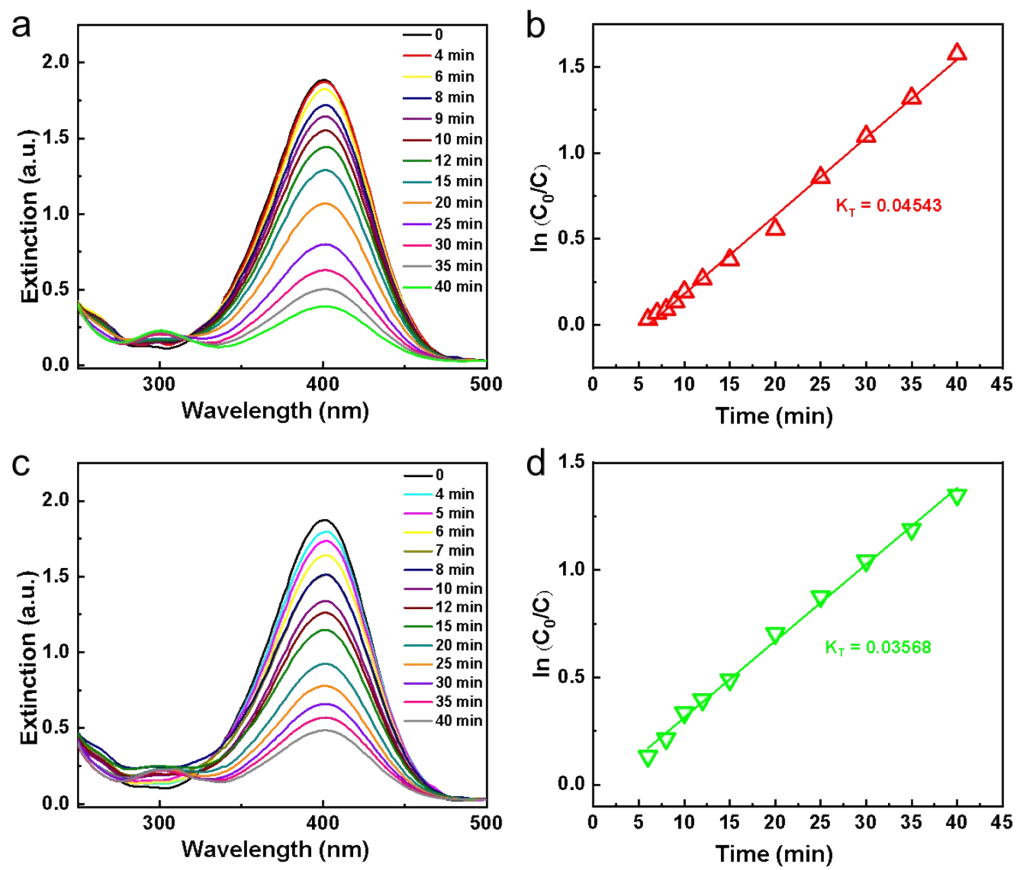 a
Extinction (a.u.)
2.0
1.5
1.0
0.5
0.0
300
400
500
Wavelength (nm)
0
4 min
6 min
8 min
9 min
10 min
12 min
15 min
20 min
25 min
30 min
35 min
40 min
b
ln (C₀/C)
1.5
1.0
0.5
0.0
K_T = 0.04543
0 5 10 15 20 25 30 35 40 45
Time (min)
c
Extinction (a.u.)
2.0
1.5
1.0
0.5
0.0
300
400
500
Wavelength (nm)
0
4 min
5 min
6 min
7 min
8 min
10 min
12 min
15 min
20 min
25 min
30 min
35 min
40 min
d
ln (C₀/C)
1.5
1.0
0.5
0.0
K_T = 0.03568
0 5 10 15 20 25 30 35 40 45
Time (min)